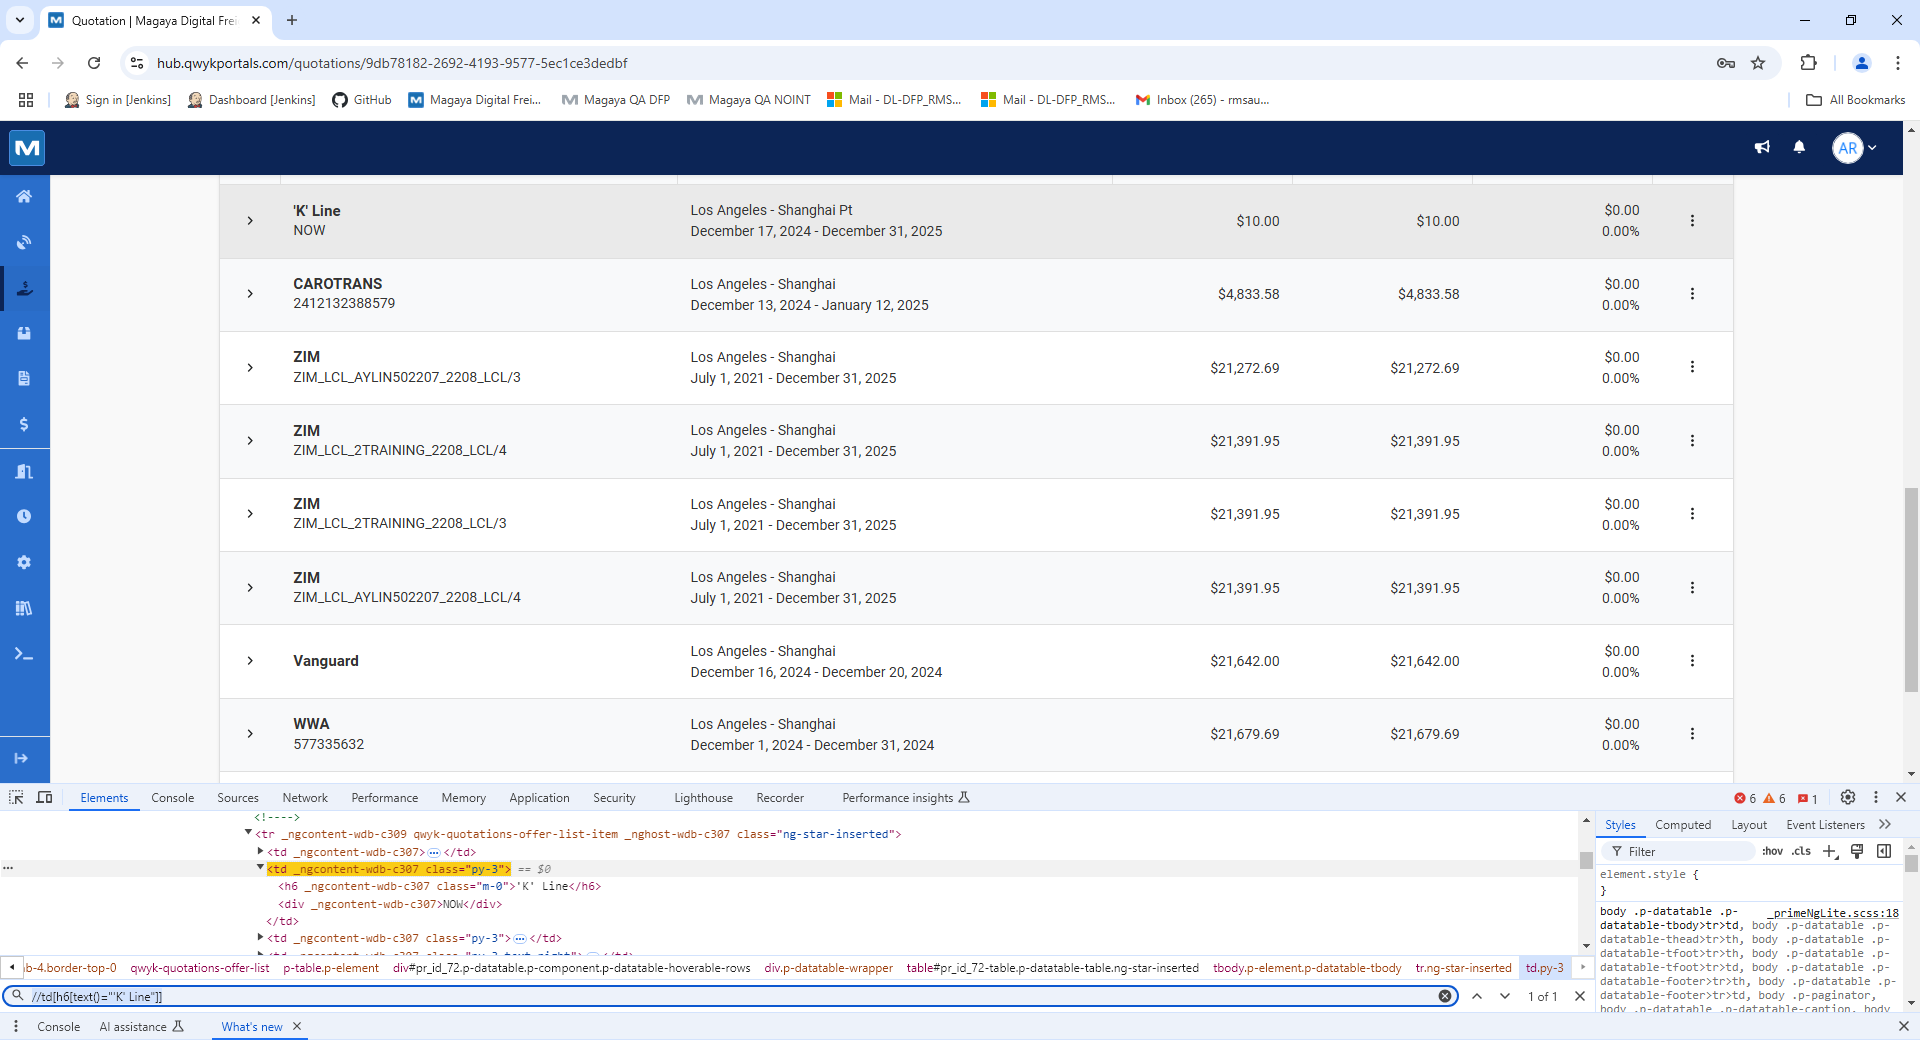 Quotation | Magaya Digital Frei
hub.qwykportals.com/quotations/9db78182-2692-4193-9577-5ec1ce3dedbf
Sign in [Jenkins]
Dashboard [Jenkins]
GitHub
Magaya Digital Frei...
Magaya QA DFP
Magaya QA NOINT
Mail - DL-DFP_RMS...
Mail - DL-DFP_RMS...
Inbox (265) - rmsau...
All Bookmarks
AR
'K' Line
NOW
Los Angeles - Shanghai Pt
December 17, 2024 - December 31, 2025
$10.00
$10.00
$0.00
0.00%
CAROTRANS
2412132388579
Los Angeles - Shanghai
December 13, 2024 - January 12, 2025
$4,833.58
$4,833.58
$0.00
0.00%
ZIM
ZIM_LCL_AYLIN502207_2208_LCL/3
Los Angeles - Shanghai
July 1, 2021 - December 31, 2025
$21,272.69
$21,272.69
$0.00
0.00%
ZIM
ZIM_LCL_2TRAINING_2208_LCL/4
Los Angeles - Shanghai
July 1, 2021 - December 31, 2025
$21,391.95
$21,391.95
$0.00
0.00%
ZIM
ZIM_LCL_2TRAINING_2208_LCL/3
Los Angeles - Shanghai
July 1, 2021 - December 31, 2025
$21,391.95
$21,391.95
$0.00
0.00%
ZIM
ZIM_LCL_AYLIN502207_2208_LCL/4
Los Angeles - Shanghai
July 1, 2021 - December 31, 2025
$21,391.95
$21,391.95
$0.00
0.00%
Vanguard
Los Angeles - Shanghai
December 16, 2024 - December 20, 2024
$21,642.00
$21,642.00
$0.00
0.00%
WWA
577335632
Los Angeles - Shanghai
December 1, 2024 - December 31, 2024
$21,679.69
$21,679.69
$0.00
0.00%
Elements Console Sources Network Performance Memory Application Security Lighthouse Recorder Performance insights 6 6 1
<!---->
<tr _ngcontent-wdb-c309 qwyk-quotations-offer-list-item _nghost-wdb-c307 class="ng-star-inserted">
<td _ngcontent-wdb-c307>…</td>
<td _ngcontent-wdb-c307 class="py-3"> == $0
<h6 _ngcontent-wdb-c307 class="m-0">'K' Line</h6>
<div _ngcontent-wdb-c307>NOW</div>
</td>
<td _ngcontent-wdb-c307 class="py-3">…</td>
<td _ngcontent-wdb-c307 class="py-3 text-right">…</td>
ıb-4.border-top-0 qwyk-quotations-offer-list p-table.p-element div#pr_id_72.p-datatable.p-component.p-datatable-hoverable-rows div.p-datatable-wrapper table#pr_id_72-table.p-datatable-table.ng-star-inserted tbody.p-element.p-datatable-tbody tr.ng-star-inserted td.py-3
//td[h6[text()="'K' Line"]]
1 of 1
Styles Computed Layout Event Listeners
Filter
:hov .cls
element.style {
}
body .p-datatable .p- _primeNgLite.scss:18
datatable-tbody>tr>td, body .p-datatable .p-
datatable-thead>tr>th, body .p-datatable .p-
datatable-tfoot>tr>th, body .p-datatable .p-
datatable-tfoot>tr>td, body .p-datatable .p-
datatable-footer>tr>th, body .p-datatable .p-
datatable-footer>tr>td, body .p-paginator,
body .p-datatable .p-datatable-caption, body
Console AI assistance What's new